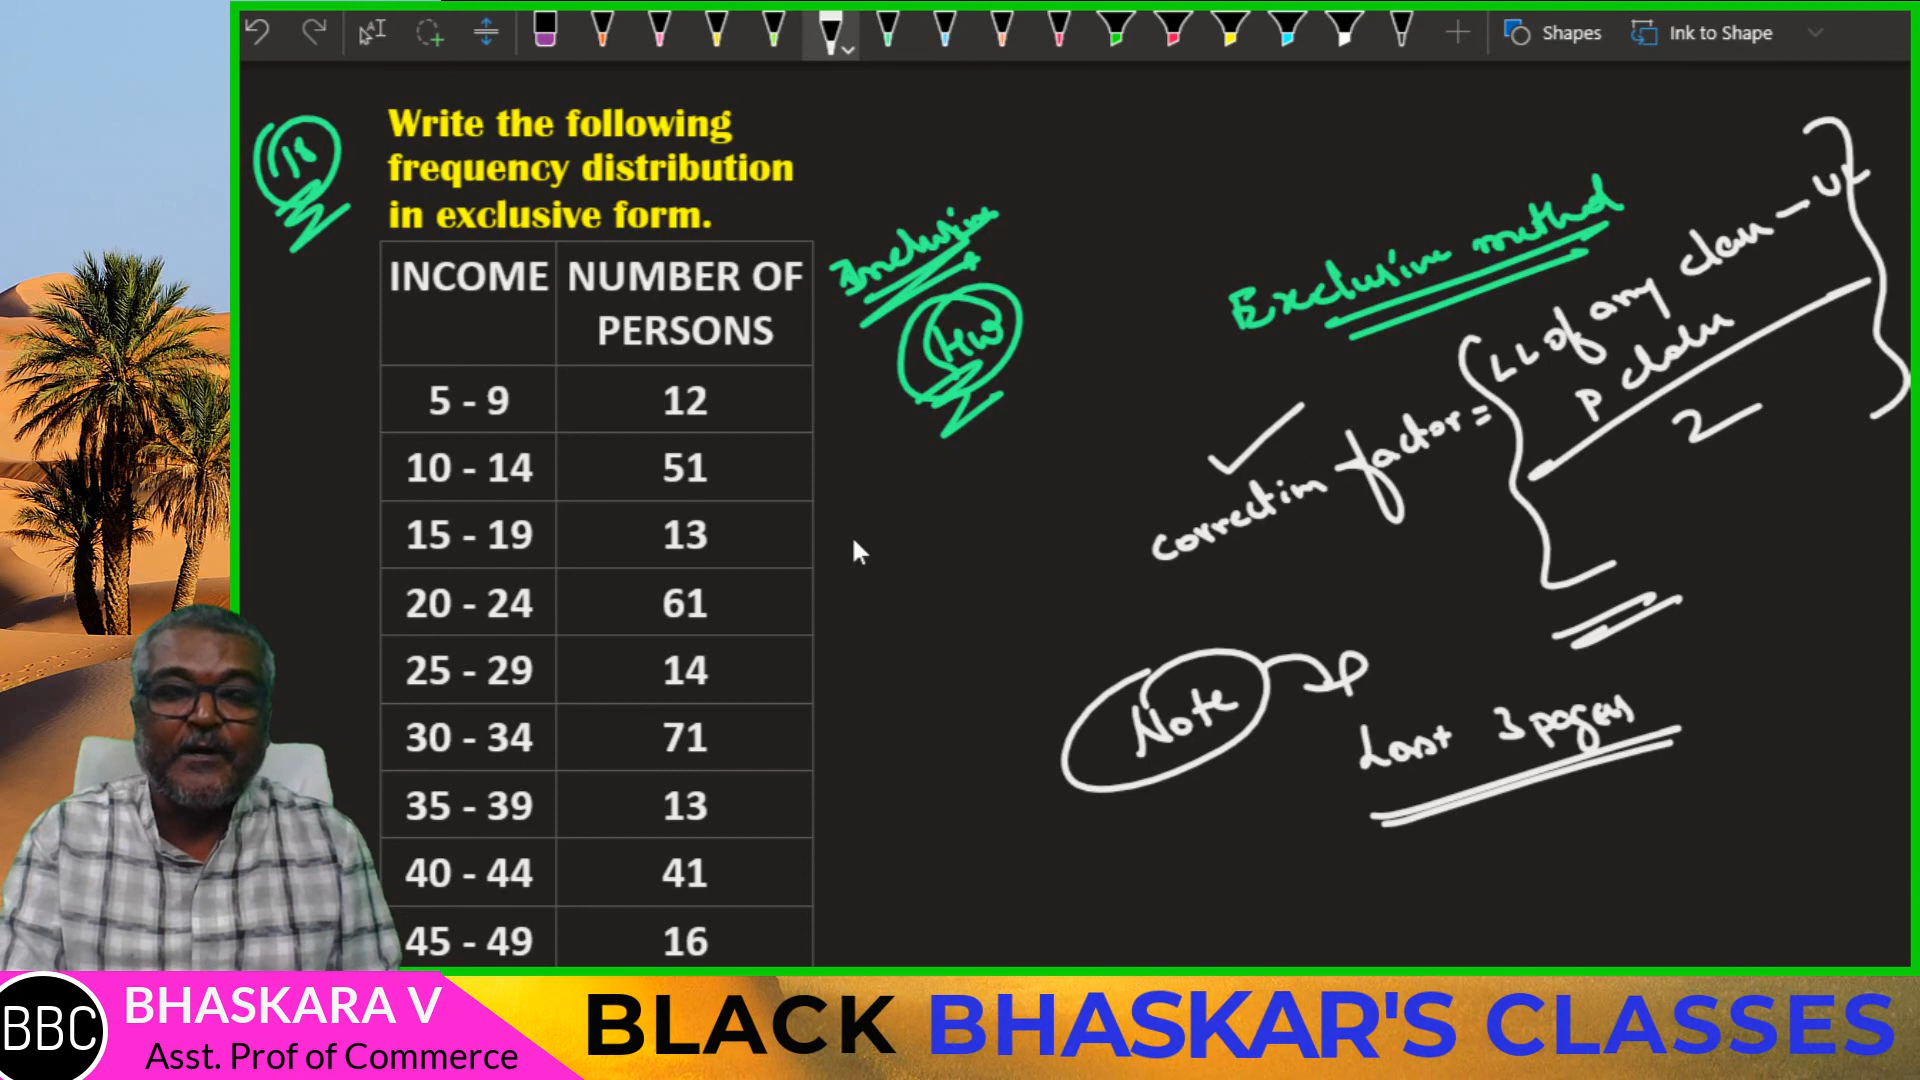 Shapes
Ink to Shape
18
Write the following
frequency distribution
in exclusive form.
INCOME NUMBER OF PERSONS
5 - 9 12
10 - 14 51
15 - 19 13
20 - 24 61
25 - 29 14
30 - 34 71
35 - 39 13
40 - 44 41
45 - 49 16
Inclusive
HW
Exclusive method
correction factor = LL of any class - UL
P class
2
Note
Last 3 pages
BBC
BHASKARA V
Asst. Prof of Commerce
BLACK BHASKAR'S CLASSES